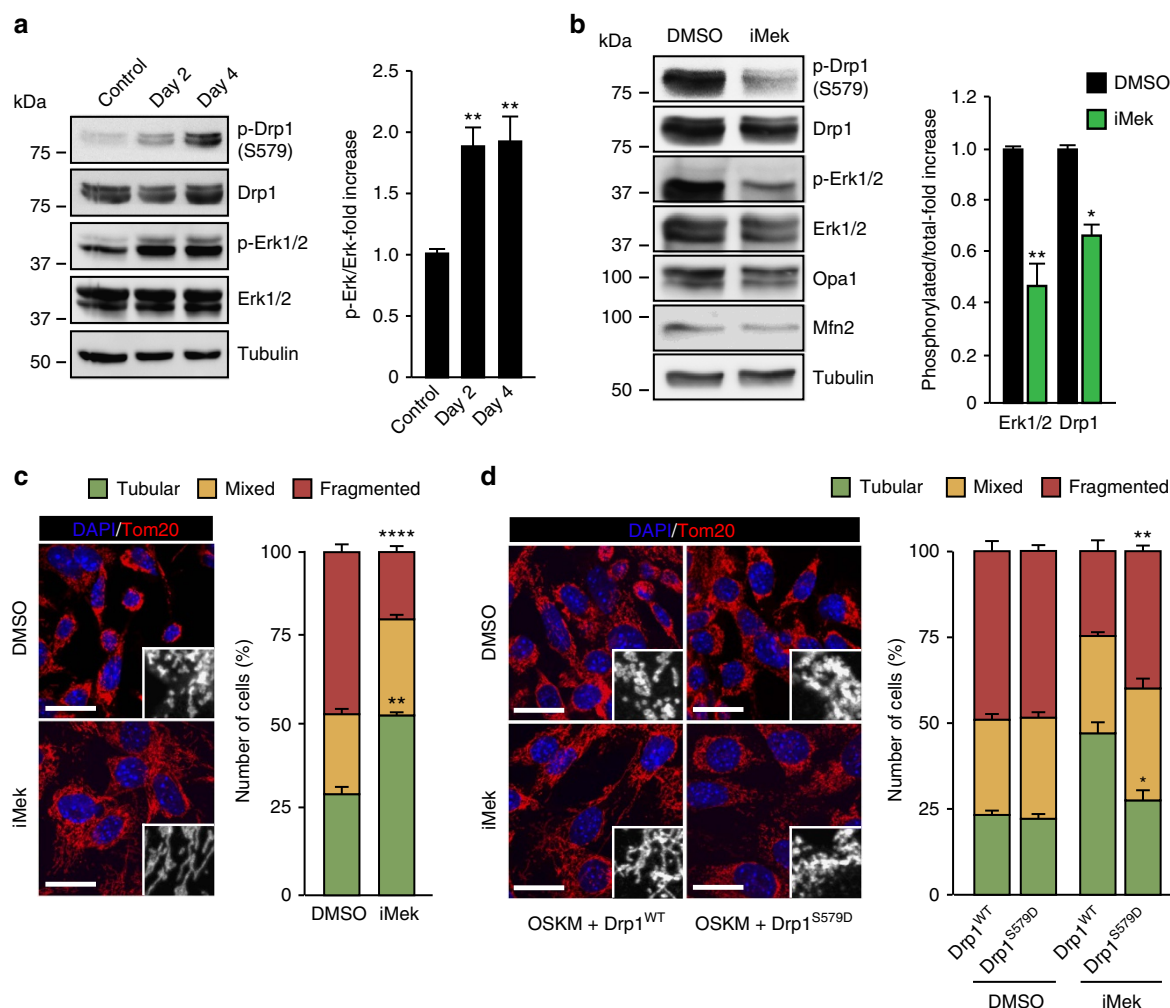 a
kDa
Control
Day 2
Day 4
75
p-Drp1
(S579)
75
Drp1
37
p-Erk1/2
37
Erk1/2
50
Tubulin
p-Erk/Erk-fold increase
2.5
2.0
1.5
1.0
0.5
0
**
**
Control
Day 2
Day 4
b
kDa
DMSO
iMek
75
p-Drp1
(S579)
75
Drp1
37
p-Erk1/2
37
Erk1/2
100
Opa1
100
Mfn2
50
Tubulin
DMSO
iMek
Phosphorylated/total-fold increase
1.2
1.0
0.8
0.6
0.4
0.2
0
**
*
Erk1/2 Drp1
c
Tubular Mixed Fragmented
DAPI/Tom20
DMSO
iMek
Number of cells (%)
100
75
50
25
0
****
**
DMSO iMek
d
Tubular Mixed Fragmented
DAPI/Tom20
DMSO
iMek
OSKM + Drp1WT
OSKM + Drp1S579D
Number of cells (%)
100
75
50
25
0
**
*
Drp1WT
Drp1S579D
Drp1WT
Drp1S579D
DMSO
iMek